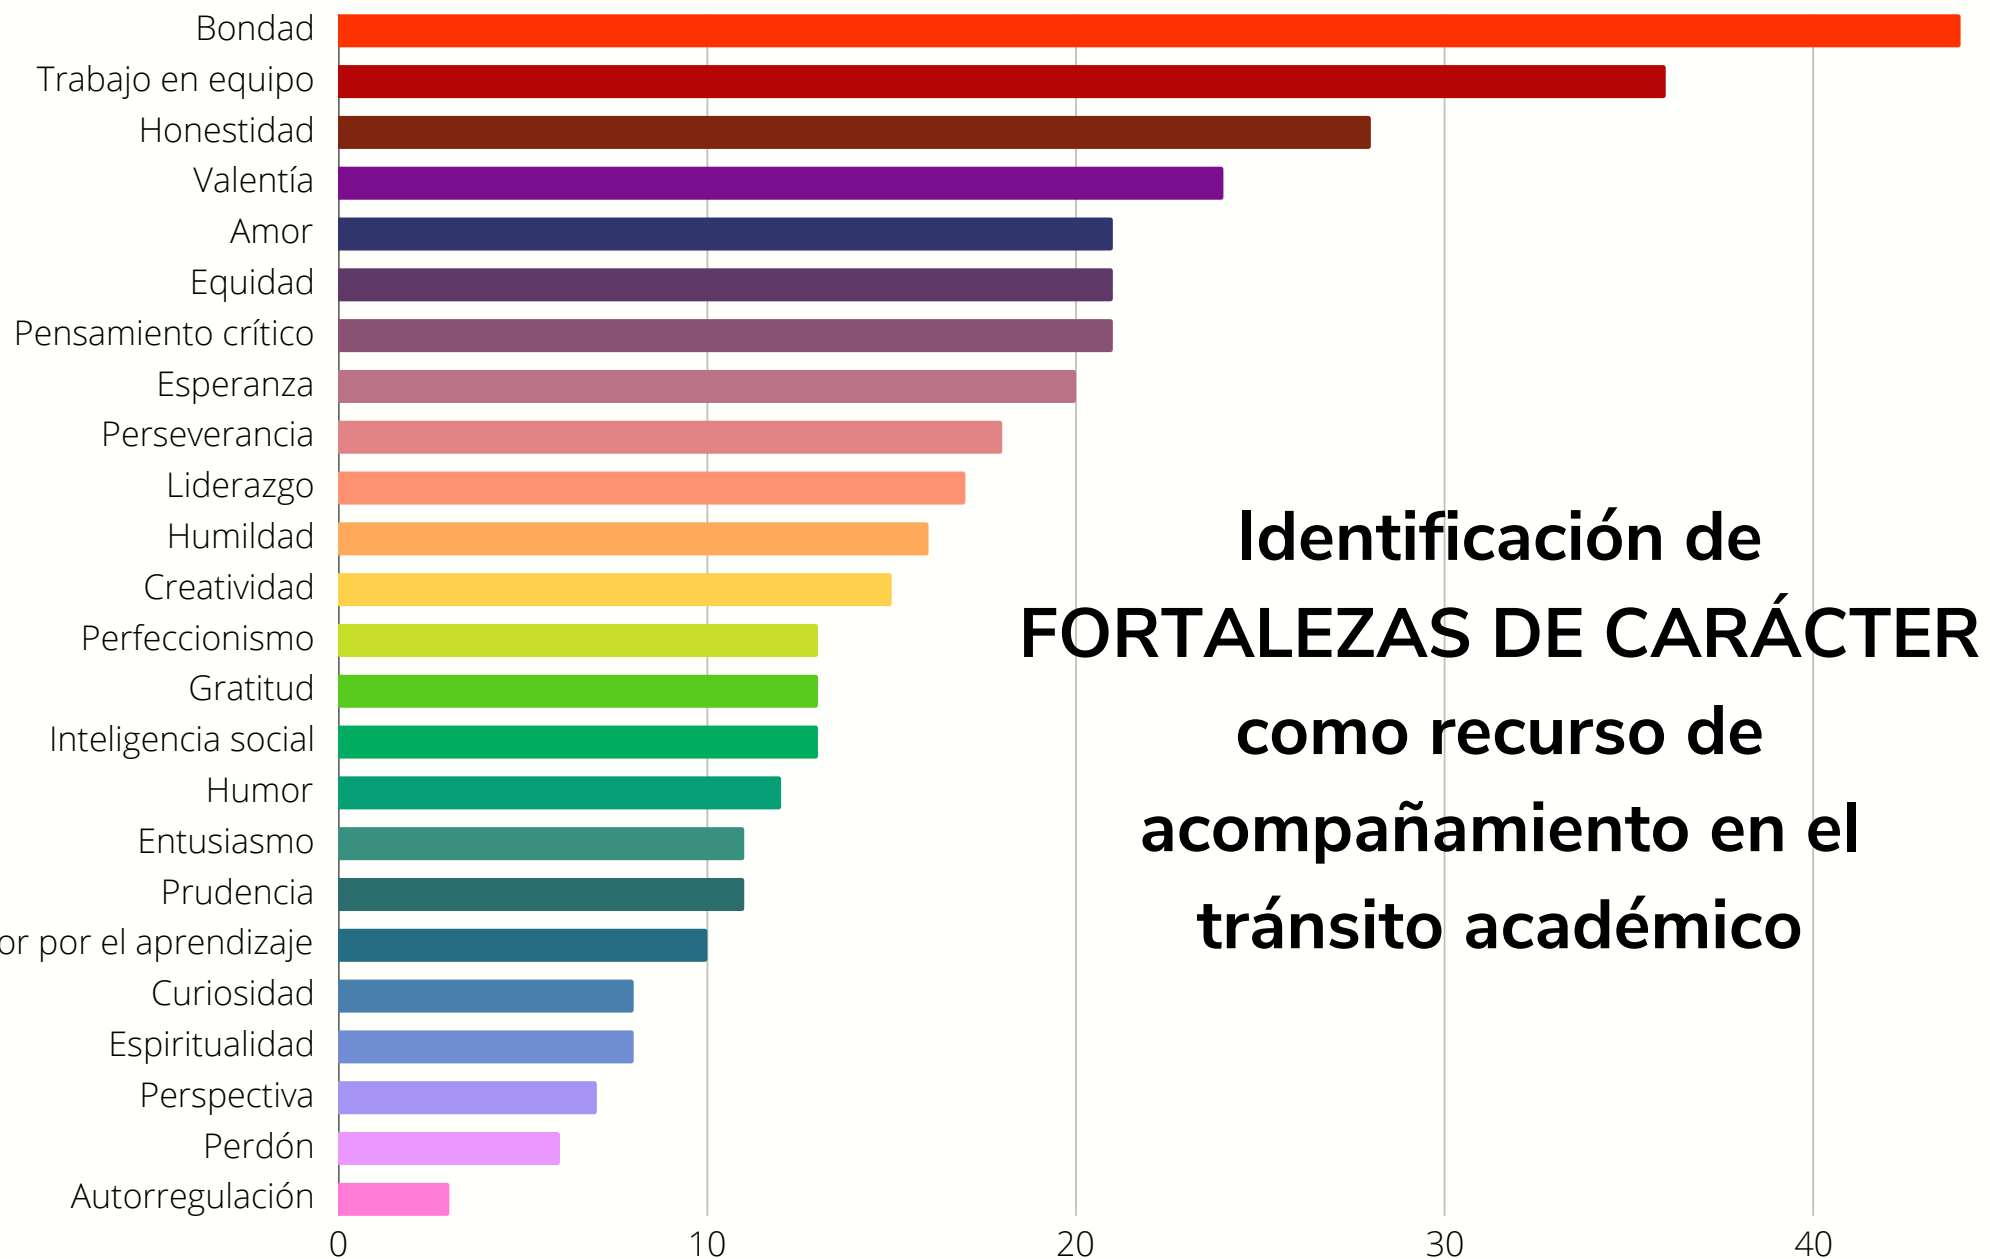 Bondad
Trabajo en equipo
Honestidad
Valentía
Amor
Equidad
Pensamiento crítico
Esperanza
Perseverancia
Liderazgo
Humildad
Creatividad
Perfeccionismo
Gratitud
Inteligencia social
Humor
Entusiasmo
Prudencia
or por el aprendizaje
Curiosidad
Espiritualidad
Perspectiva
Perdón
Autorregulación
0 10 20 30 40
Identificación de
FORTALEZAS DE CARÁCTER
como recurso de
acompañamiento en el
tránsito académico